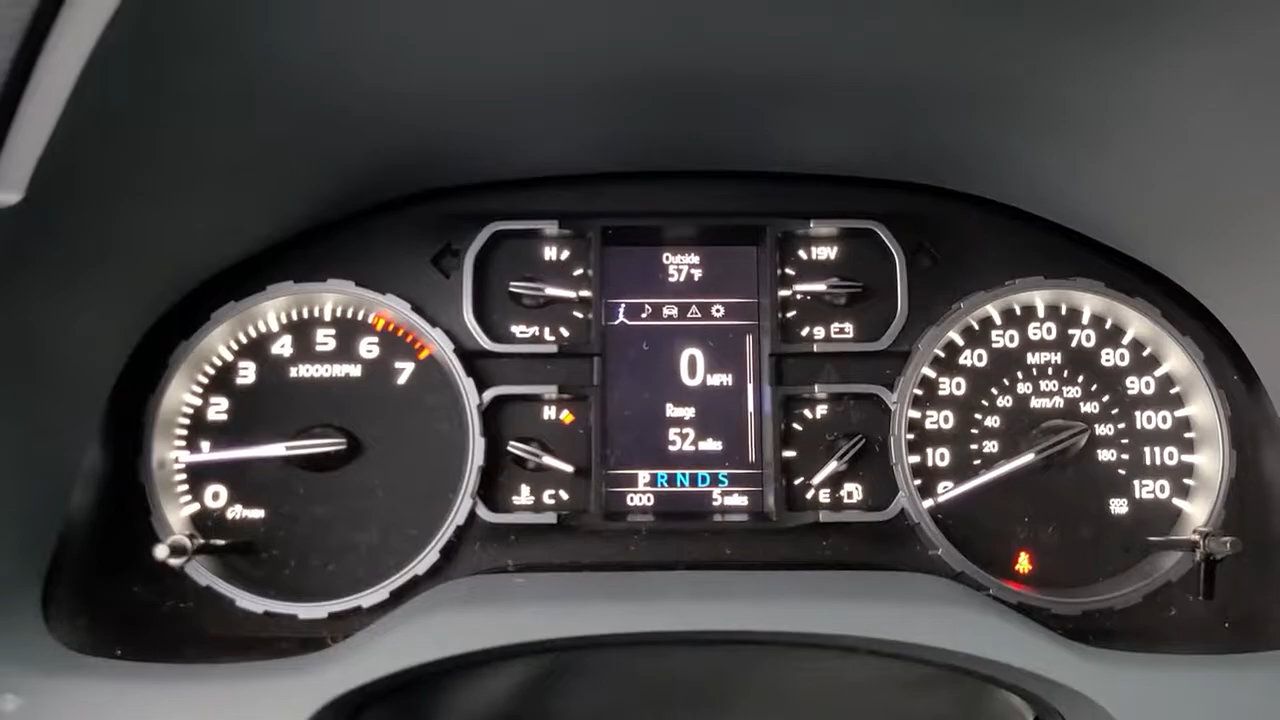 0
1
2
3
4
5
6
7
x1000RPM
H
L
H
C
Outside
57°F
0 MPH
Range
52 miles
P R N D S
ODO 5 miles
19V
9
F
E
0
10
20
30
40
50
60
70
80
90
100
110
120
MPH
20
40
60
80
100
120
140
160
180
km/h
ODO
TRIP